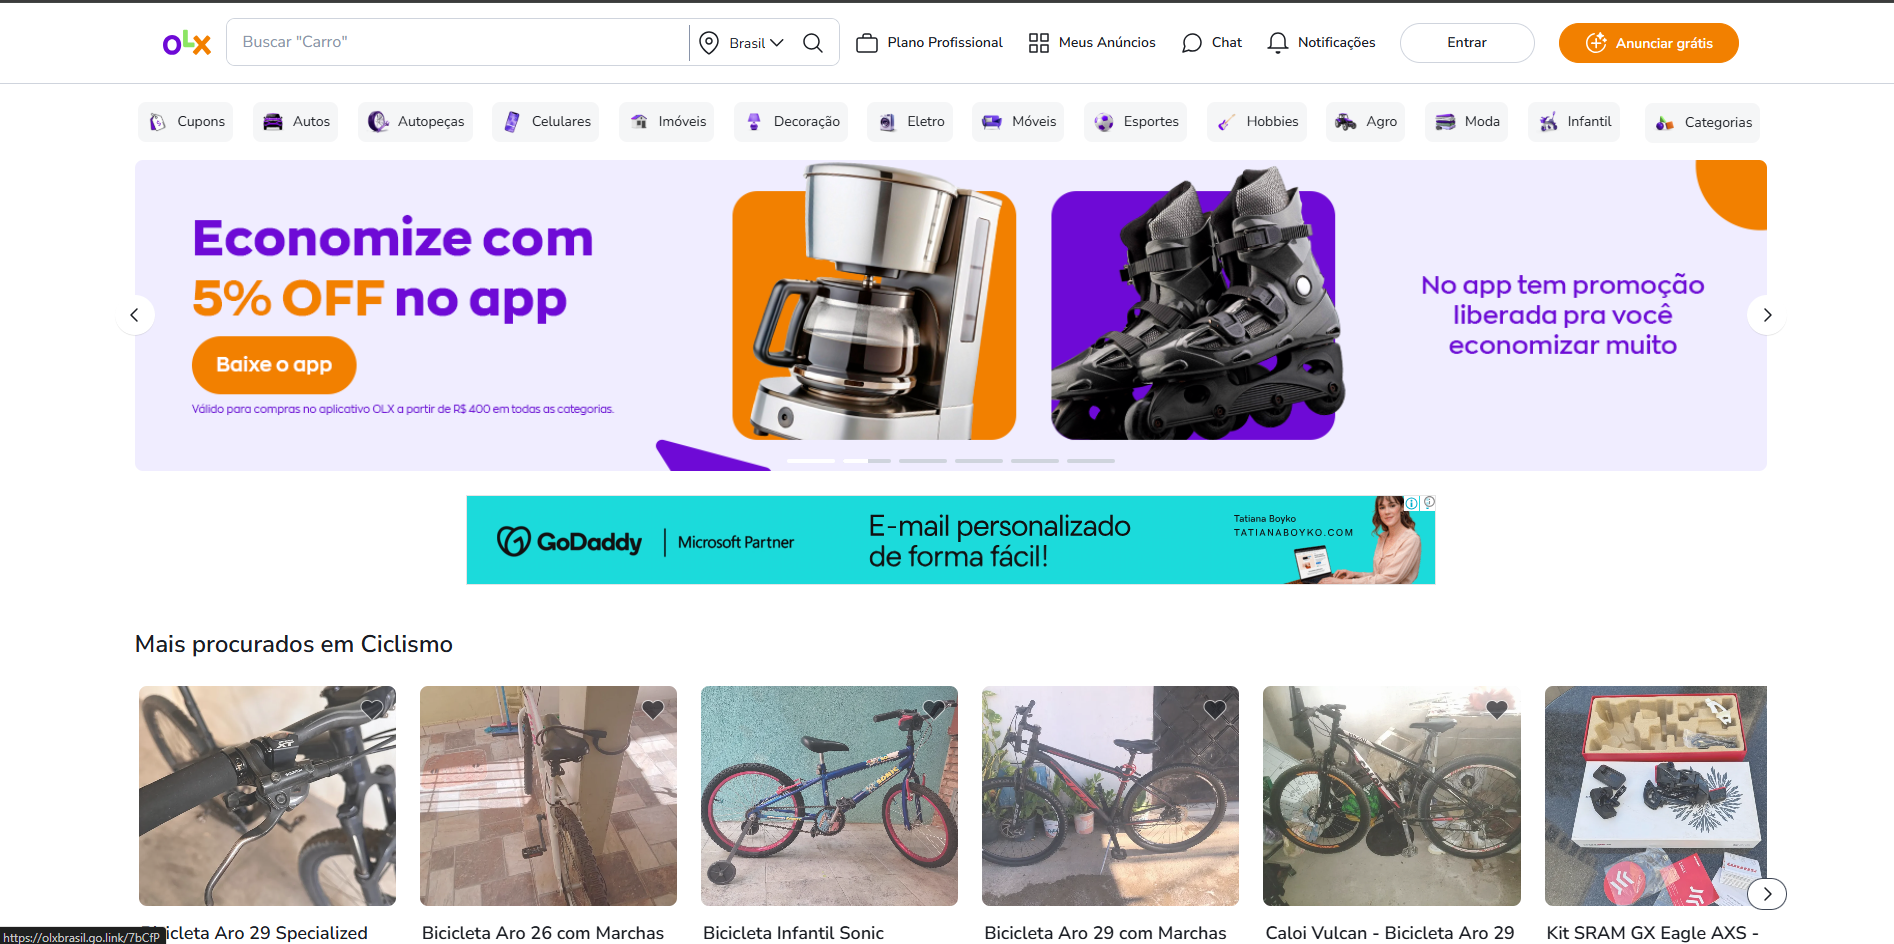 OLX
Buscar "Carro"
Brasil
Plano Profissional
Meus Anúncios
Chat
Notificações
Entrar
Anunciar grátis
Cupons
Autos
Autopeças
Celulares
Imóveis
Decoração
Eletro
Móveis
Esportes
Hobbies
Agro
Moda
Infantil
Categorias
Economize com
5% OFF no app
Baixe o app
Válido para compras no aplicativo OLX a partir de R$ 400 em todas as categorias.
No app tem promoção
liberada pra você
economizar muito
GoDaddy
Microsoft Partner
E-mail personalizado
de forma fácil!
Tatiana Boyko
TATIANABOYKO.COM
Mais procurados em Ciclismo
XT
SONIC
Bicicleta Aro 29 Specialized
Bicicleta Aro 26 com Marchas
Bicicleta Infantil Sonic
Bicicleta Aro 29 com Marchas
Caloi Vulcan - Bicicleta Aro 29
Kit SRAM GX Eagle AXS -
https://olxbrasil.go.link/7bCfP